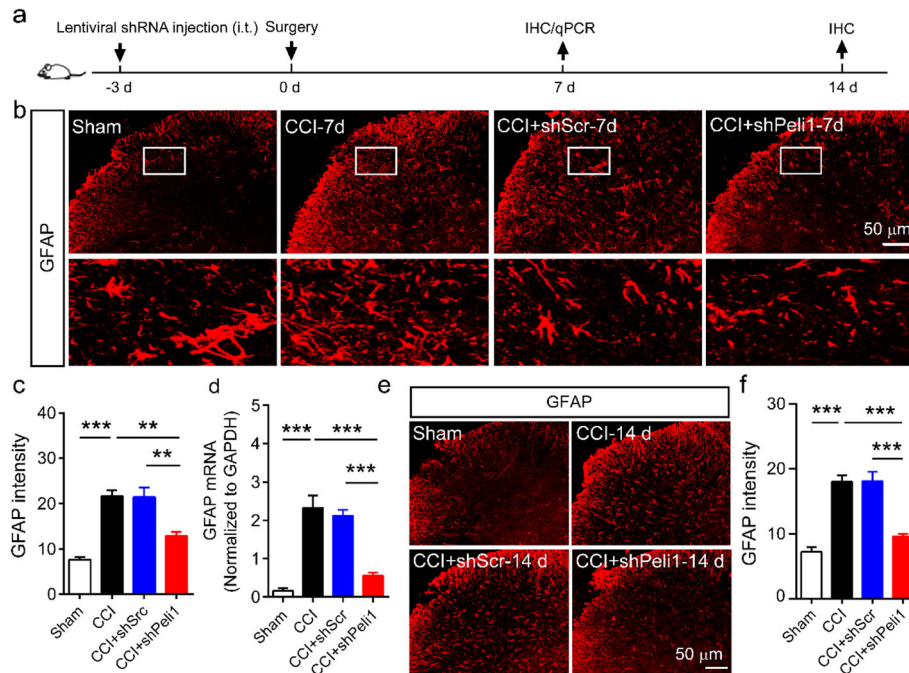 a
Lentiviral shRNA injection (i.t.) Surgery IHC/qPCR IHC
-3 d 0 d 7 d 14 d
b
GFAP
Sham CCI-7d CCI+shScr-7d CCI+shPeli1-7d
50 μm
c
GFAP intensity
40
30
20
10
0
*** **
**
Sham
CCI
CCI+shSrc
CCI+shPeli1
d
GFAP mRNA
(Normalized to GAPDH)
5
4
3
2
1
0
*** ***
***
Sham
CCI
CCI+shScr
CCI+shPeli1
e
GFAP
Sham CCI-14 d
CCI+shScr-14 d CCI+shPeli1-14 d
50 μm
f
GFAP intensity
30
20
10
0
*** ***
***
Sham
CCI
CCI+shScr
CCI+shPeli1